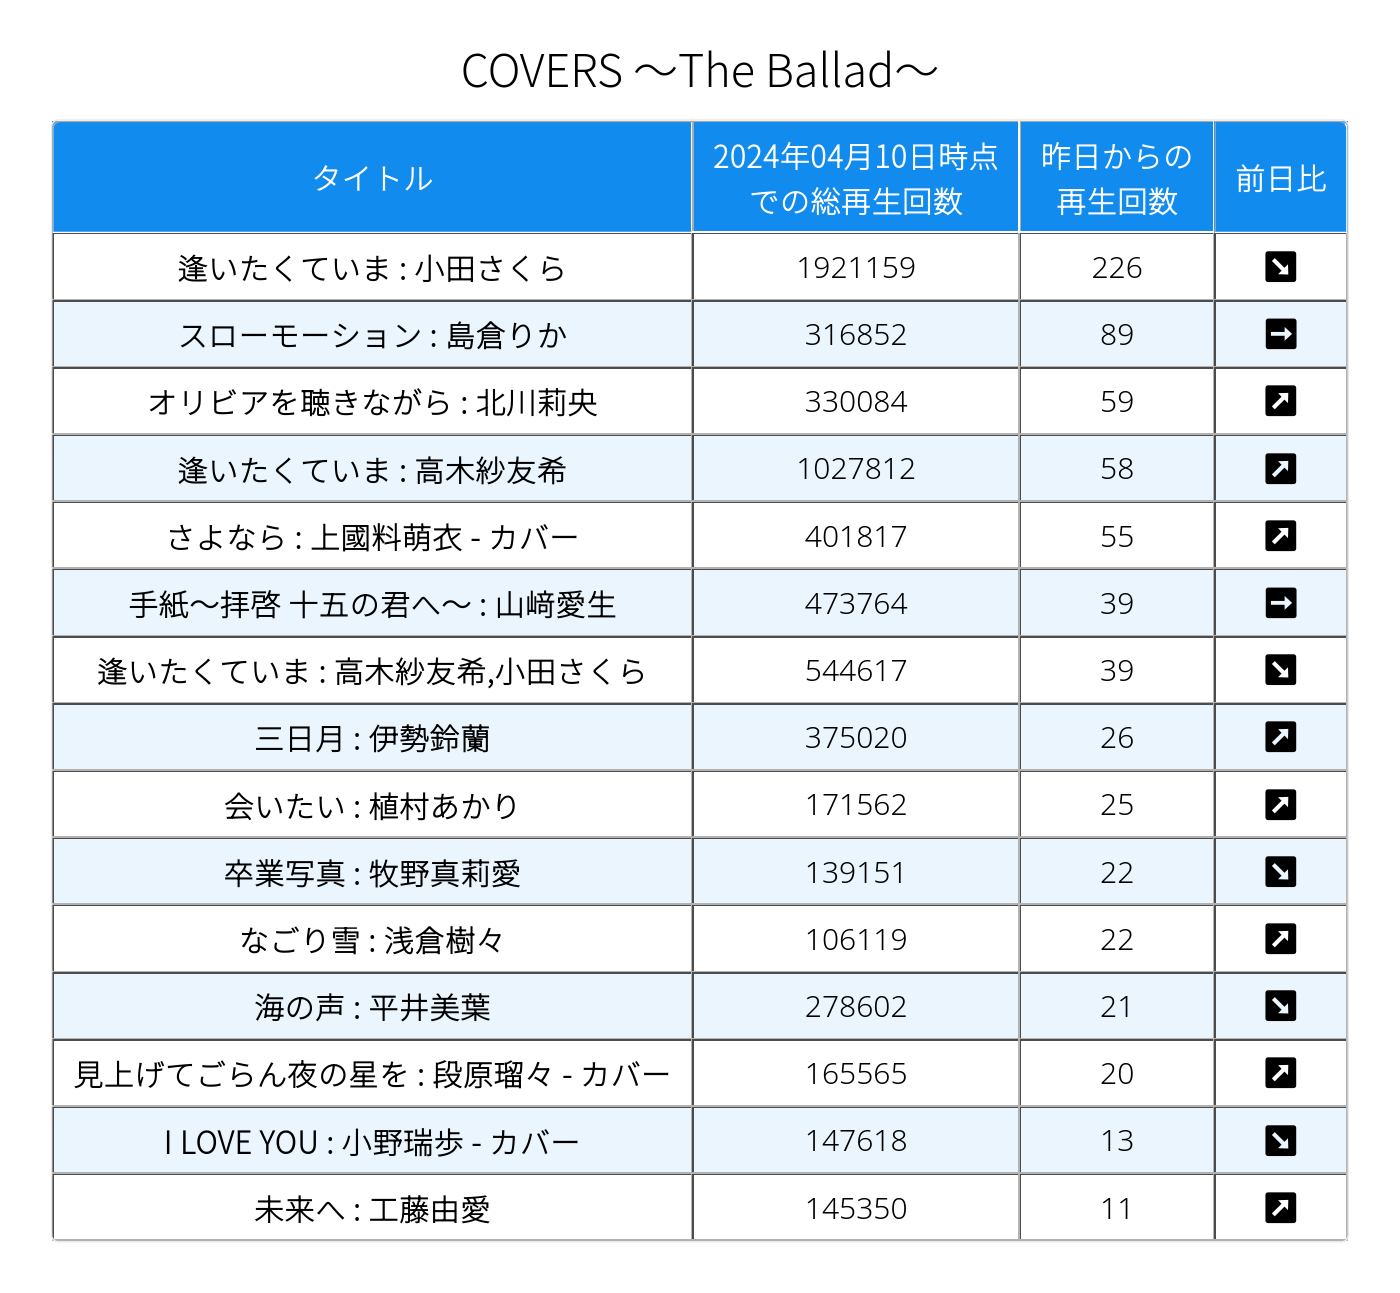 COVERS ～The Ballad～
タイトル
2024年04月10日時点
での総再生回数
昨日からの
再生回数
前日比
逢いたくていま : 小田さくら 1921159 226 ↘
スローモーション : 島倉りか 316852 89 →
オリビアを聴きながら : 北川莉央 330084 59 ↗
逢いたくていま : 高木紗友希 1027812 58 ↗
さよなら : 上國料萌衣 - カバー 401817 55 ↗
手紙～拝啓 十五の君へ～ : 山﨑愛生 473764 39 →
逢いたくていま : 高木紗友希,小田さくら 544617 39 ↘
三日月 : 伊勢鈴蘭 375020 26 ↗
会いたい : 植村あかり 171562 25 ↗
卒業写真 : 牧野真莉愛 139151 22 ↘
なごり雪 : 浅倉樹々 106119 22 ↗
海の声 : 平井美葉 278602 21 ↘
見上げてごらん夜の星を : 段原瑠々 - カバー 165565 20 ↗
I LOVE YOU : 小野瑞歩 - カバー 147618 13 ↘
未来へ : 工藤由愛 145350 11 ↗